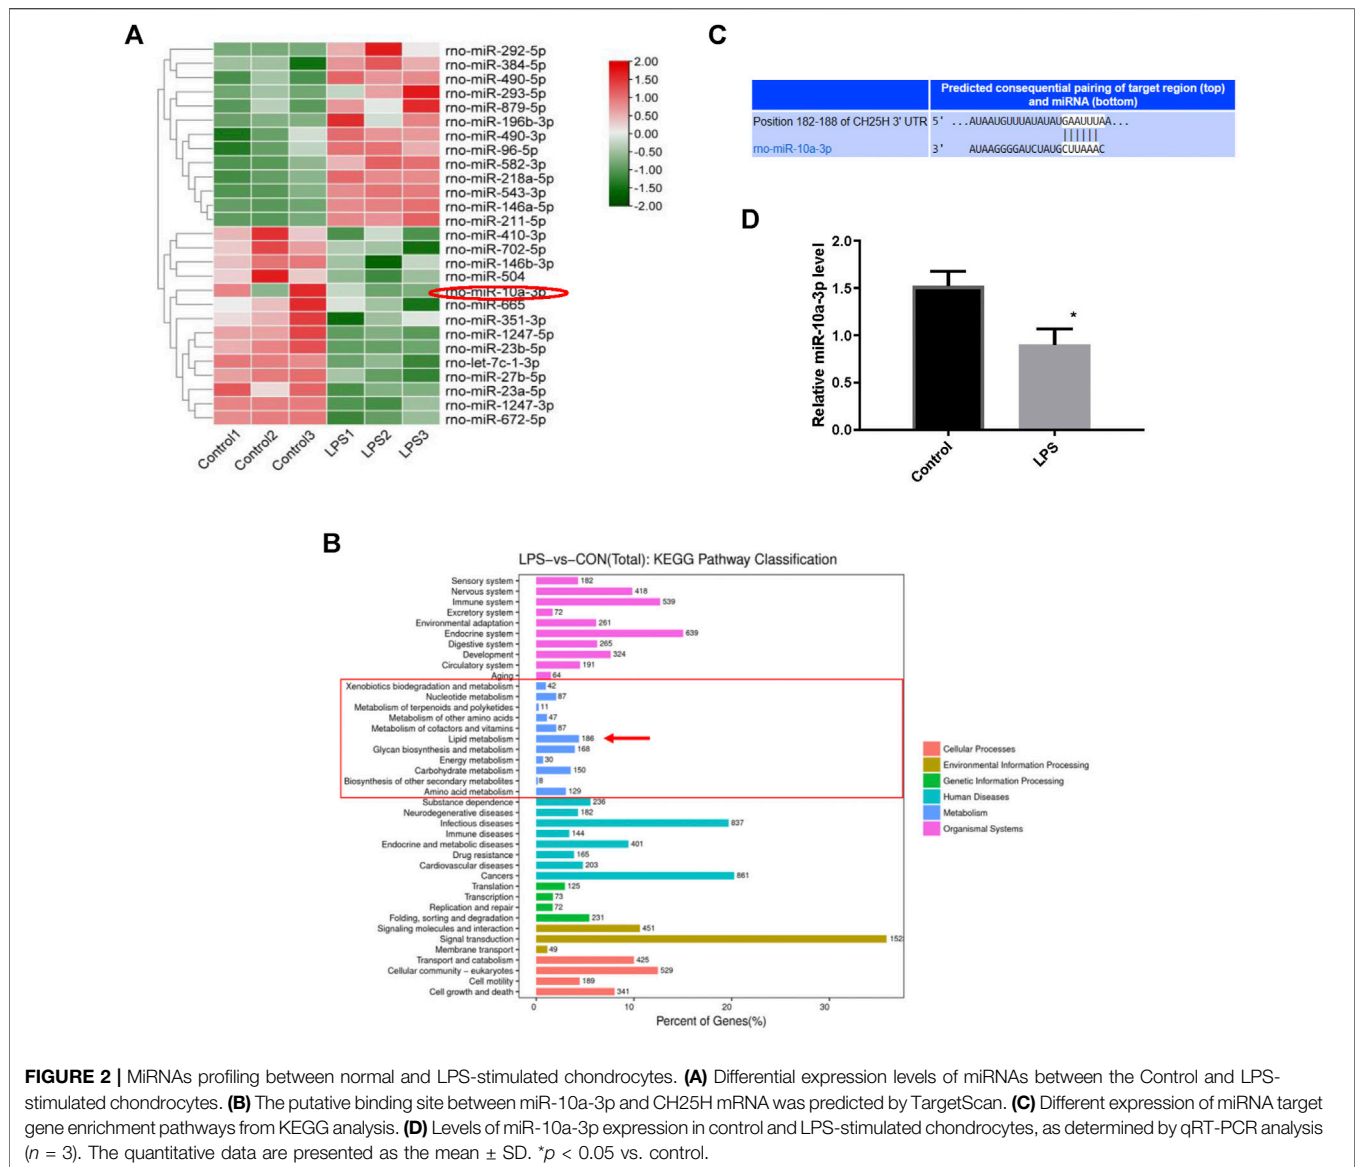 A
rno-miR-292-5p
rno-miR-384-5p
rno-miR-490-5p
rno-miR-293-5p
rno-miR-879-5p
rno-miR-196b-3p
rno-miR-490-3p
rno-miR-96-5p
rno-miR-582-3p
rno-miR-218a-5p
rno-miR-543-3p
rno-miR-146a-5p
rno-miR-211-5p
rno-miR-410-3p
rno-miR-702-5p
rno-miR-146b-3p
rno-miR-504
rno-miR-10a-3p
rno-miR-665
rno-miR-351-3p
rno-miR-1247-5p
rno-miR-23b-5p
rno-let-7c-1-3p
rno-miR-27b-5p
rno-miR-23a-5p
rno-miR-1247-3p
rno-miR-672-5p
Control1 Control2 Control3 LPS1 LPS2 LPS3
2.00
1.50
1.00
0.50
0.00
-0.50
-1.00
-1.50
-2.00
C
Predicted consequential pairing of target region (top)
and miRNA (bottom)
Position 182-188 of CH25H 3' UTR 5' ...AUAAUGUUUAUAUAUGAAUUUAA...
||||||
rno-miR-10a-3p 3' AUAAGGGGAUCUAUGCUUAAAC
D
Relative miR-10a-3p level
2.0
1.5
1.0
0.5
0.0
*
Control LPS
B
LPS-vs-CON(Total): KEGG Pathway Classification
Sensory system 182
Nervous system 418
Immune system 539
Excretory system 72
Environmental adaptation 261
Endocrine system 639
Digestive system 265
Development 324
Circulatory system 191
Aging 64
Xenobiotics biodegradation and metabolism 42
Nucleotide metabolism 87
Metabolism of terpenoids and polyketides 11
Metabolism of other amino acids 47
Metabolism of cofactors and vitamins 87
Lipid metabolism 186
Glycan biosynthesis and metabolism 168
Energy metabolism 30
Carbohydrate metabolism 150
Biosynthesis of other secondary metabolites 8
Amino acid metabolism 129
Substance dependence 236
Neurodegenerative diseases 182
Infectious diseases 837
Immune diseases 144
Endocrine and metabolic diseases 401
Drug resistance 165
Cardiovascular diseases 203
Cancers 861
Translation 125
Transcription 73
Replication and repair 72
Folding, sorting and degradation 231
Signaling molecules and interaction 451
Signal transduction 152
Membrane transport 49
Transport and catabolism 425
Cellular community – eukaryotes 529
Cell motility 189
Cell growth and death 341
0 10 20 30
Percent of Genes(%)
Cellular Processes
Environmental Information Processing
Genetic Information Processing
Human Diseases
Metabolism
Organismal Systems
FIGURE 2 | MiRNAs profiling between normal and LPS-stimulated chondrocytes. (A) Differential expression levels of miRNAs between the Control and LPS-
stimulated chondrocytes. (B) The putative binding site between miR-10a-3p and CH25H mRNA was predicted by TargetScan. (C) Different expression of miRNA target
gene enrichment pathways from KEGG analysis. (D) Levels of miR-10a-3p expression in control and LPS-stimulated chondrocytes, as determined by qRT-PCR analysis
(n = 3). The quantitative data are presented as the mean ± SD. *p < 0.05 vs. control.